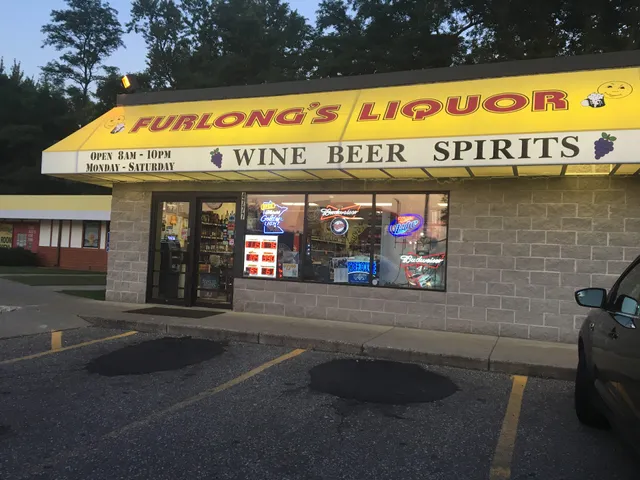 FURLONG'S LIQUOR
OPEN 8AM - 10PM
MONDAY - SATURDAY
WINE BEER SPIRITS
Budweiser
Budweiser